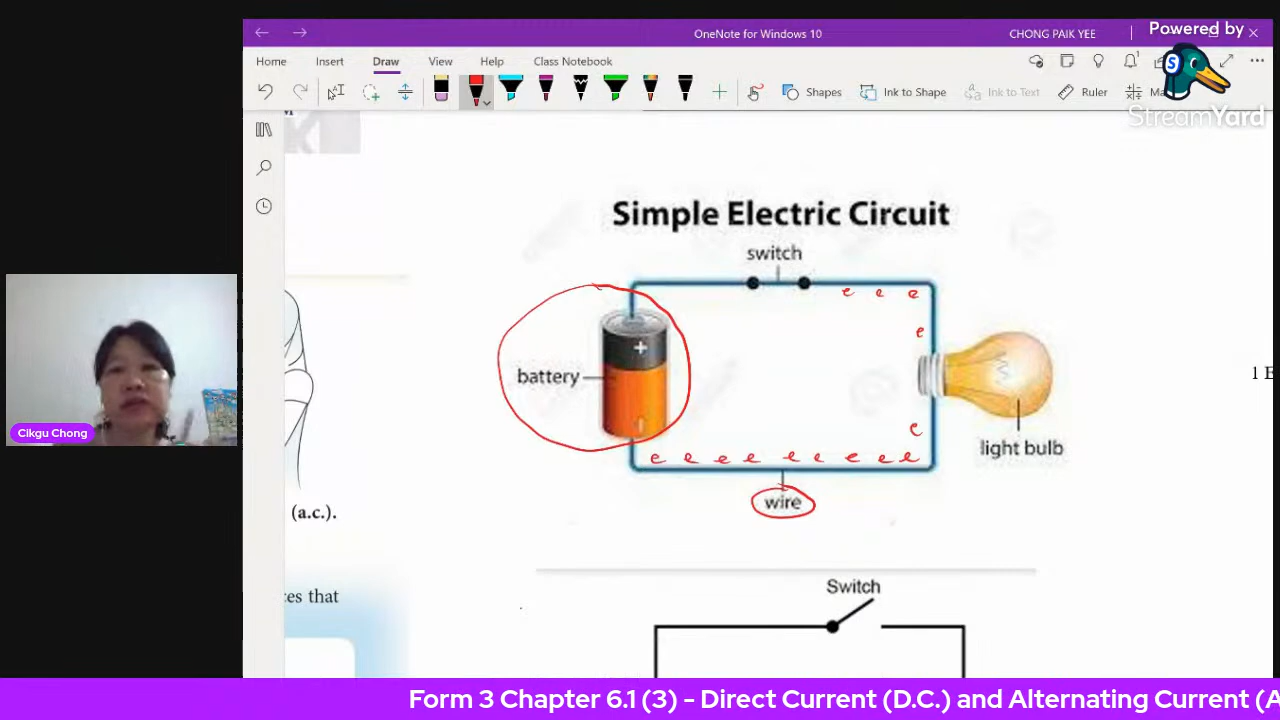 OneNote for Windows 10
CHONG PAIK YEE
Powered by
StreamYard
Home Insert Draw View Help Class Notebook
Shapes Ink to Shape Ink to Text Ruler
Simple Electric Circuit
switch
e e e
e
+
battery
e
light bulb
e e e e e e e e e
wire
Cikgu Chong
1 E
(a.c.).
Switch
ces that
Form 3 Chapter 6.1 (3) - Direct Current (D.C.) and Alternating Current (A